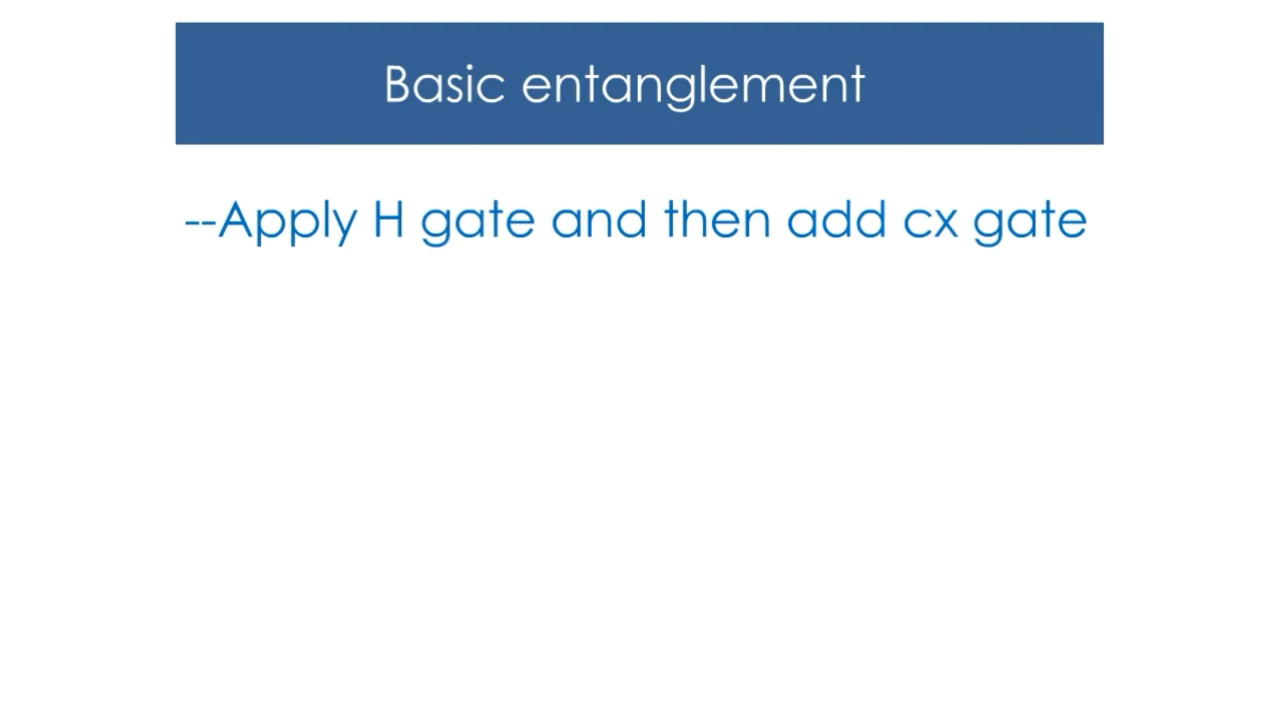 Basic entanglement
--Apply H gate and then add cx gate